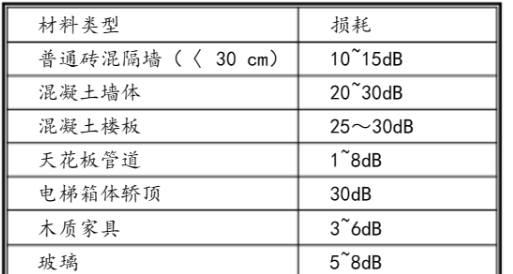 材料类型 损耗
普通砖混隔墙（〈 30 cm） 10~15dB
混凝土墙体 20~30dB
混凝土楼板 25～30dB
天花板管道 1~8dB
电梯箱体轿顶 30dB
木质家具 3~6dB
玻璃 5~8dB